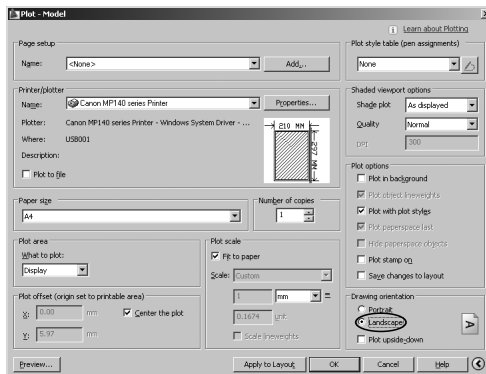 Plot - Model
Learn about Plotting
Page setup
Name: <None> Add...
Plot style table (pen assignments)
None
Printer/plotter
Name: Canon MP140 series Printer Properties...
Plotter: Canon MP140 series Printer - Windows System Driver - ...
Where: USB001
Description:
Plot to file
210 MM
297 MM
Shaded viewport options
Shade plot As displayed
Quality Normal
DPI 300
Paper size
A4
Number of copies
1
Plot options
Plot in background
Plot object lineweights
Plot with plot styles
Plot paperspace last
Hide paperspace objects
Plot stamp on
Save changes to layout
Plot area
What to plot:
Display
Plot scale
Fit to paper
Scale: Custom
1 mm =
0.1674 unit
Scale lineweights
Plot offset (origin set to printable area)
X: 0.00 mm Center the plot
Y: 5.97 mm
Drawing orientation
Portrait
Landscape
Plot upside-down
A
Preview... Apply to Layout OK Cancel Help